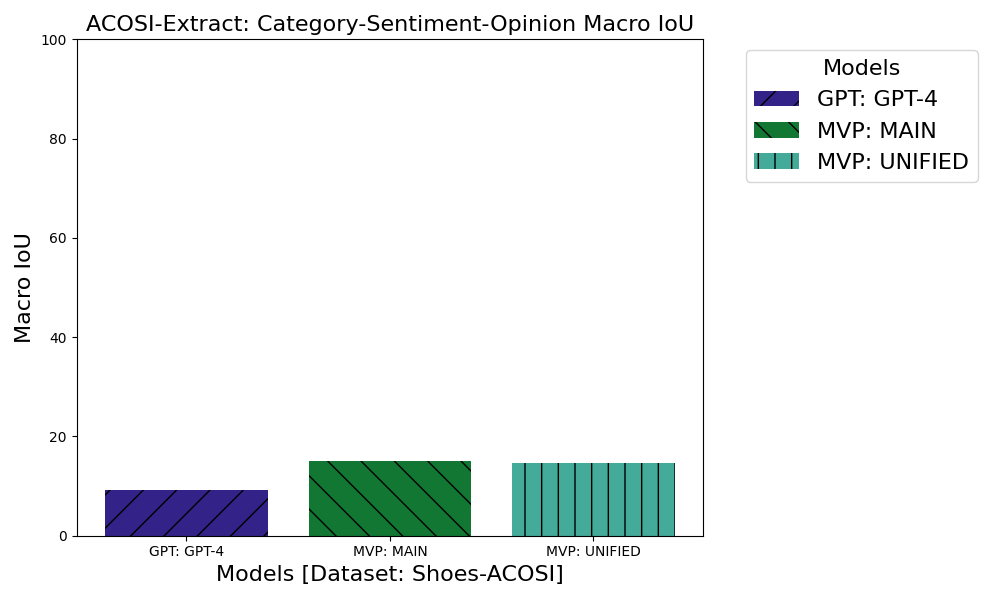 ACOSI-Extract: Category-Sentiment-Opinion Macro IoU
100
80
60
40
20
0
Macro IoU
GPT: GPT-4
MVP: MAIN
MVP: UNIFIED
Models [Dataset: Shoes-ACOSI]
Models
GPT: GPT-4
MVP: MAIN
MVP: UNIFIED